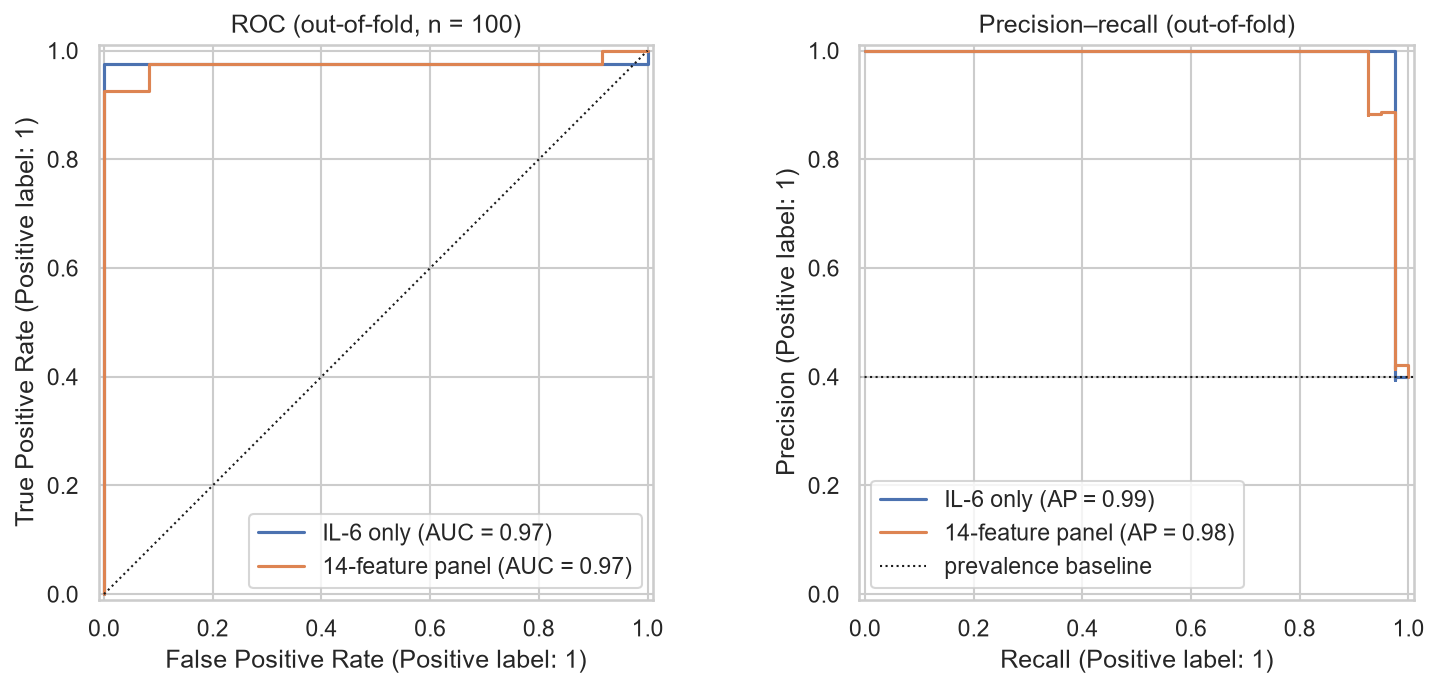 ROC (out-of-fold, n = 100)
True Positive Rate (Positive label: 1)
1.0
0.8
0.6
0.4
0.2
0.0
IL-6 only (AUC = 0.97)
14-feature panel (AUC = 0.97)
0.0 0.2 0.4 0.6 0.8 1.0
False Positive Rate (Positive label: 1)
Precision–recall (out-of-fold)
Precision (Positive label: 1)
1.0
0.8
0.6
0.4
0.2
0.0
IL-6 only (AP = 0.99)
14-feature panel (AP = 0.98)
prevalence baseline
0.0 0.2 0.4 0.6 0.8 1.0
Recall (Positive label: 1)